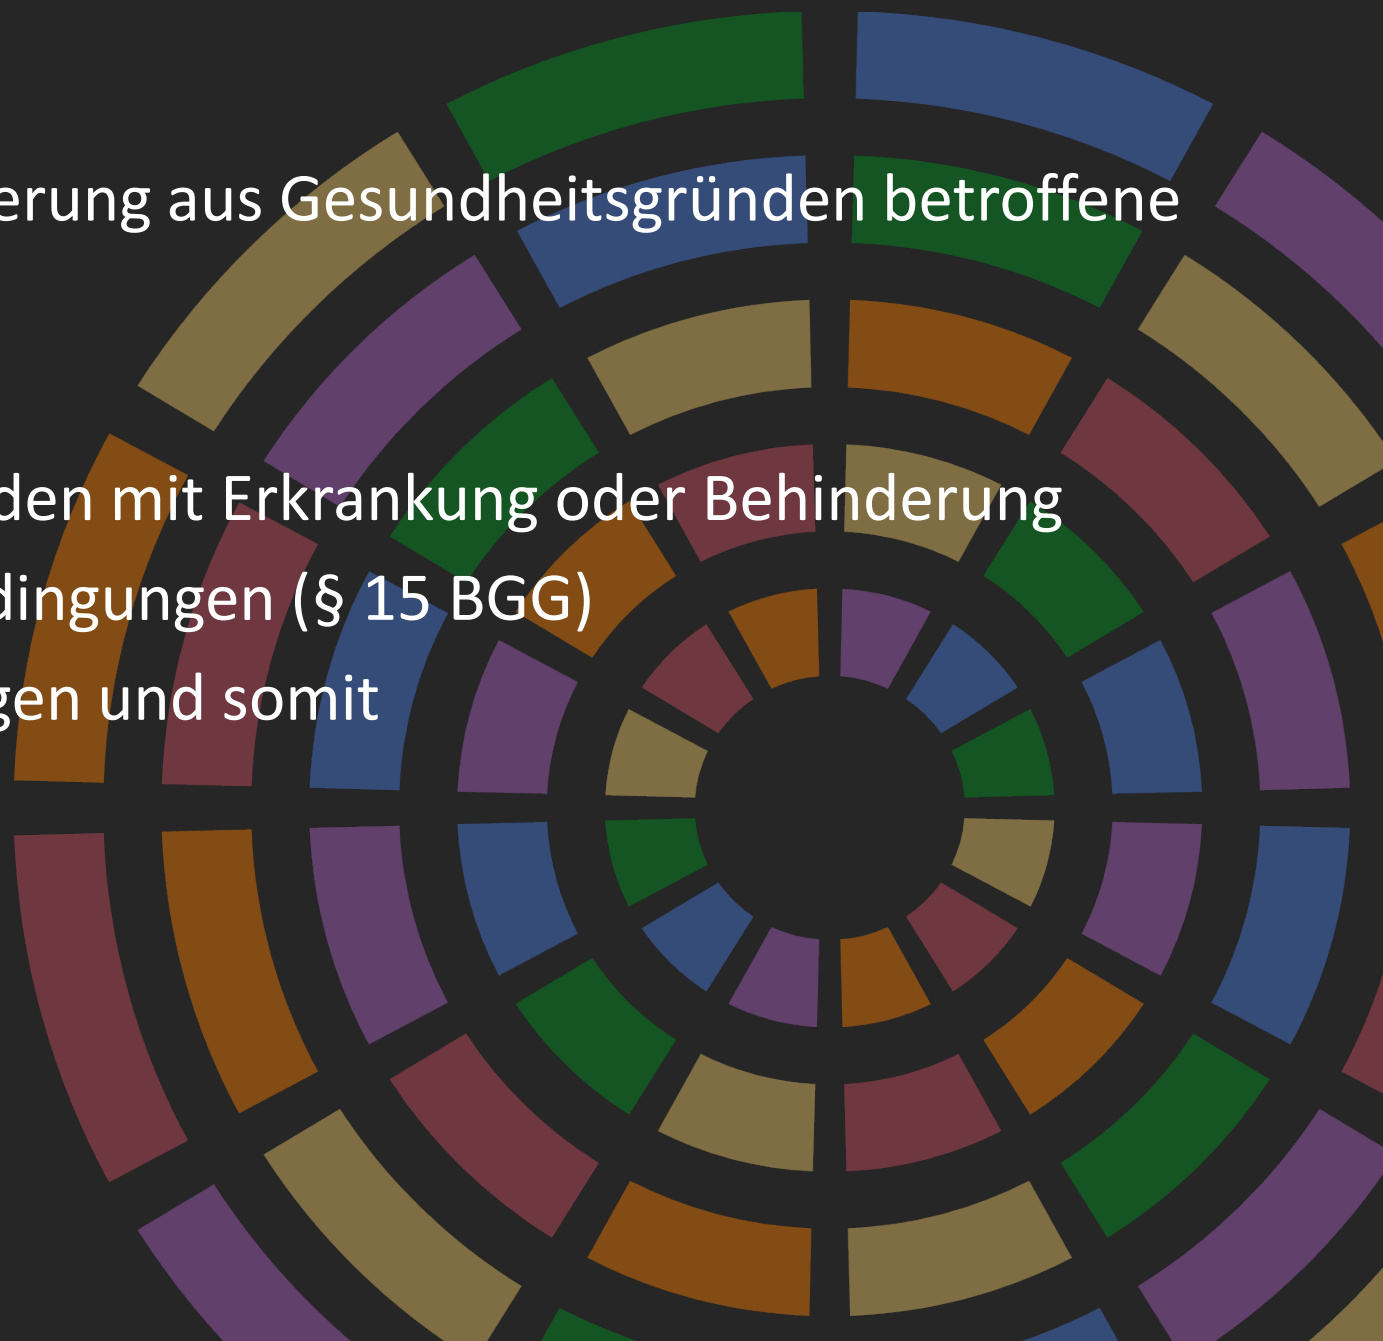 erung aus Gesundheitsgründen betroffene
den mit Erkrankung oder Behinderung
dingungen (§ 15 BGG)
gen und somit